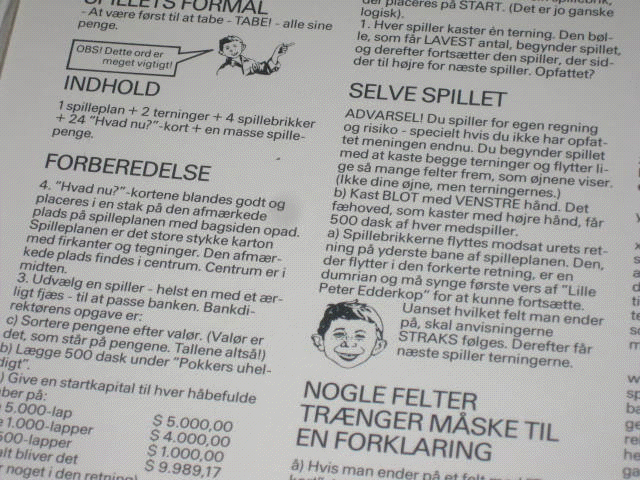 SPILLETS FORMÅL
- At være først til at tabe - TABE! - alle sine
penge.
OBS! Dette ord er
meget vigtigt!
INDHOLD
1 spilleplan + 2 terninger + 4 spillebrikker
+ 24 "Hvad nu?"-kort + en masse spille-
penge.
FORBEREDELSE
4. "Hvad nu?"-kortene blandes godt og
placeres i en stak på den afmærkede
plads på spilleplanen med bagsiden opad.
Spilleplanen er det store stykke karton
med firkanter og tegninger. Den afmær-
kede plads findes i centrum. Centrum er i
midten.
3. Udvælg en spiller - helst en med et ær-
ligt fjæs - til at passe banken. Bankdi-
rektørens opgave er:
c) Sortere pengene efter valør. (Valør er
det, som står på pengene. Tallene altså!)
b) Lægge 500 dask under "Pokkers uhel-
digt".
) Give en startkapital til hver håbefulde
ber på:
5.000-lap $ 5.000,00
1.000-lapper $ 4.000,00
500-lapper $ 1.000,00
alt bliver det $ 9.989,17
r noget i den retning)
der placeres på START. (Det er jo ganske
logisk).
1. Hver spiller kaster én terning. Den bøl-
le, som får LAVEST antal, begynder spillet,
og derefter fortsætter den spiller, der sid-
der til højre for næste spiller. Opfattet?
SELVE SPILLET
ADVARSEL! Du spiller for egen regning
og risiko - specielt hvis du ikke har opfat-
tet meningen endnu. Du begynder spillet
med at kaste begge terninger og flytter li-
ge så mange felter frem, som øjnene viser.
(Ikke dine øjne, men terningernes.)
b) Kast BLOT med VENSTRE hånd. Det
fæhoved, som kaster med højre hånd, får
500 dask af hver medspiller.
a) Spillebrikkerne flyttes modsat urets ret-
ning på yderste bane af spilleplanen. Den,
der flytter i den forkerte retning, er en
dumrian og må synge første vers af "Lille
Peter Edderkop" for at kunne fortsætte.
Uanset hvilket felt man ender
på, skal anvisningerne
STRAKS følges. Derefter får
næste spiller terningerne.
NOGLE FELTER
TRÆNGER MÅSKE TIL
EN FORKLARING
å) Hvis man ender på et felt med